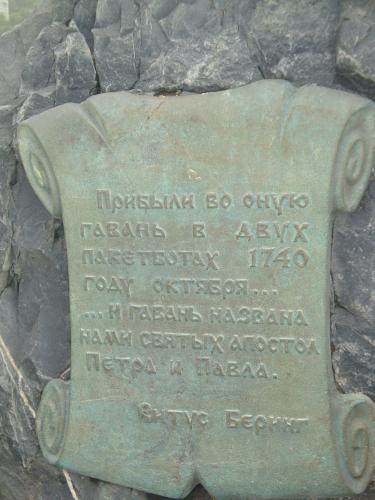 Прибыли во оную
гавань в двух
пакетботах 1740
году октября...
...и гавань названа
нами святых апостол
Петра и Павла.
Витус Беринг